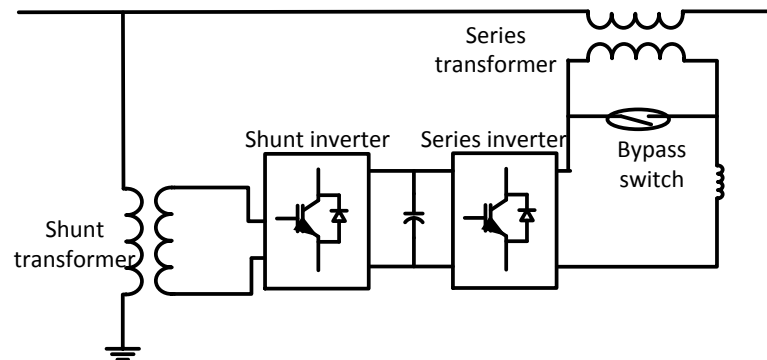 Series
transformer
Shunt inverter
Series inverter
Bypass
switch
Shunt
transformer